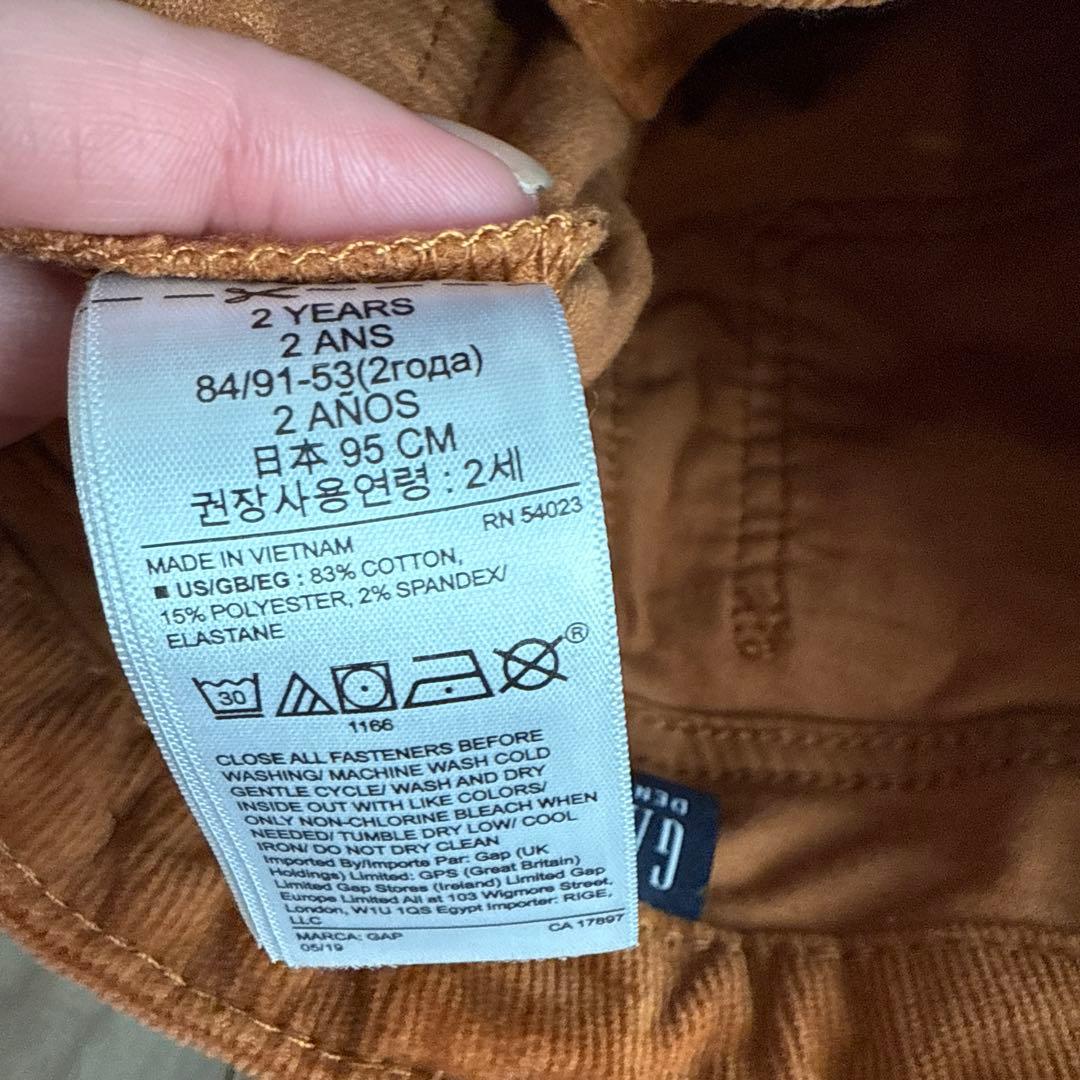 2 YEARS
2 ANS
84/91-53(2года)
2 AÑOS
日本 95 CM
권장사용연령 : 2세
RN 54023
MADE IN VIETNAM
■ US/GB/EG : 83% COTTON,
15% POLYESTER, 2% SPANDEX/
ELASTANE
30
®
1166
CLOSE ALL FASTENERS BEFORE
WASHING/ MACHINE WASH COLD
GENTLE CYCLE/ WASH AND DRY
INSIDE OUT WITH LIKE COLORS/
ONLY NON-CHLORINE BLEACH WHEN
NEEDED/ TUMBLE DRY LOW/ COOL
IRON/ DO NOT DRY CLEAN
Imported By/Importe Par: Gap (UK
Holdings) Limited: GPS (Great Britain)
Limited Gap Stores (Ireland) Limited Gap
Europe Limited All at 103 Wigmore Street,
London, W1U 1QS Egypt Importer: RIGE,
LLC
CA 17897
MARCA: GAP
05/19